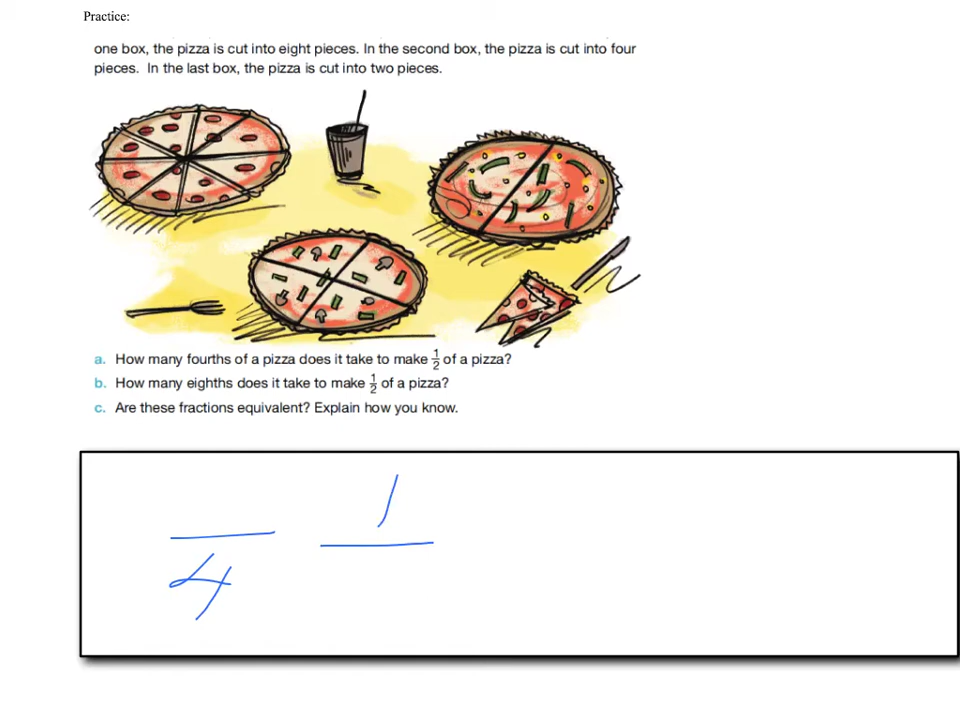 Practice:
one box, the pizza is cut into eight pieces. In the second box, the pizza is cut into four
pieces. In the last box, the pizza is cut into two pieces.
a. How many fourths of a pizza does it take to make 1/2 of a pizza?
b. How many eighths does it take to make 1/2 of a pizza?
c. Are these fractions equivalent? Explain how you know.
1
4